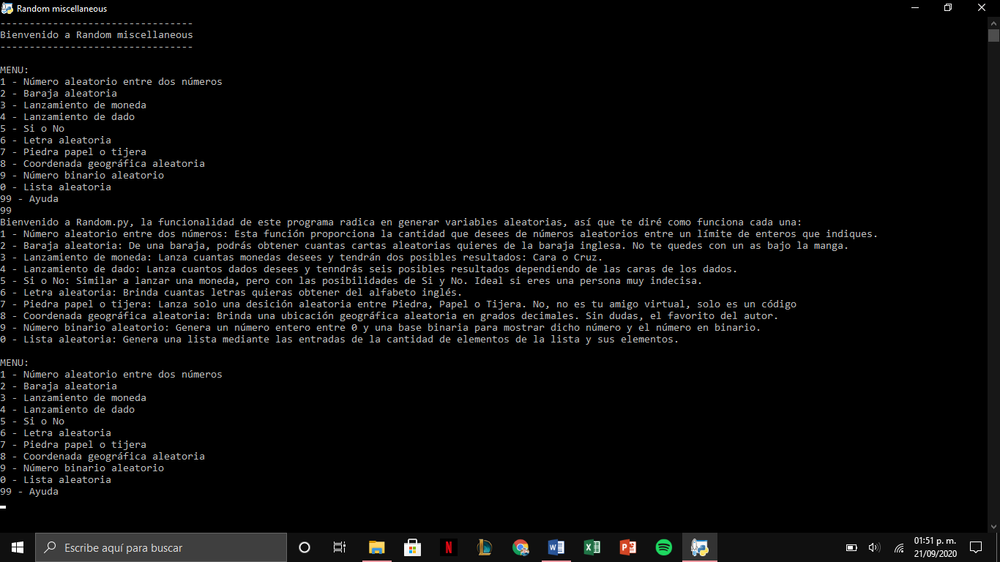 Random miscellaneous
---------------------------------
Bienvenido a Random miscellaneous
---------------------------------
MENU:
1 - Número aleatorio entre dos números
2 - Baraja aleatoria
3 - Lanzamiento de moneda
4 - Lanzamiento de dado
5 - Si o No
6 - Letra aleatoria
7 - Piedra papel o tijera
8 - Coordenada geográfica aleatoria
9 - Número binario aleatorio
0 - Lista aleatoria
99 - Ayuda
99
Bienvenido a Random.py, la funcionalidad de este programa radica en generar variables aleatorias, así que te diré como funciona cada una:
1 - Número aleatorio entre dos números: Esta función proporciona la cantidad que desees de números aleatorios entre un límite de enteros que indiques.
2 - Baraja aleatoria: De una baraja, podrás obtener cuantas cartas aleatorias quieres de la baraja inglesa. No te quedes con un as bajo la manga.
3 - Lanzamiento de moneda: Lanza cuantas monedas desees y tendrán dos posibles resultados: Cara o Cruz.
4 - Lanzamiento de dado: Lanza cuantos dados desees y tenndrás seis posibles resultados dependiendo de las caras de los dados.
5 - Si o No: Similar a lanzar una moneda, pero con las posibilidades de Si y No. Ideal si eres una persona muy indecisa.
6 - Letra aleatoria: Brinda cuantas letras quieras obtener del alfabeto inglés.
7 - Piedra papel o tijera: Lanza solo una desición aleatoria entre Piedra, Papel o Tijera. No, no es tu amigo virtual, solo es un código
8 - Coordenada geográfica aleatoria: Brinda una ubicación geográfica aleatoria en grados decimales. Sin dudas, el favorito del autor.
9 - Número binario aleatorio: Genera un número entero entre 0 y una base binaria para mostrar dicho número y el número en binario.
0 - Lista aleatoria: Genera una lista mediante las entradas de la cantidad de elementos de la lista y sus elementos.
MENU:
1 - Número aleatorio entre dos números
2 - Baraja aleatoria
3 - Lanzamiento de moneda
4 - Lanzamiento de dado
5 - Si o No
6 - Letra aleatoria
7 - Piedra papel o tijera
8 - Coordenada geográfica aleatoria
9 - Número binario aleatorio
0 - Lista aleatoria
99 - Ayuda
Escribe aquí para buscar
01:51 p. m.
21/09/2020